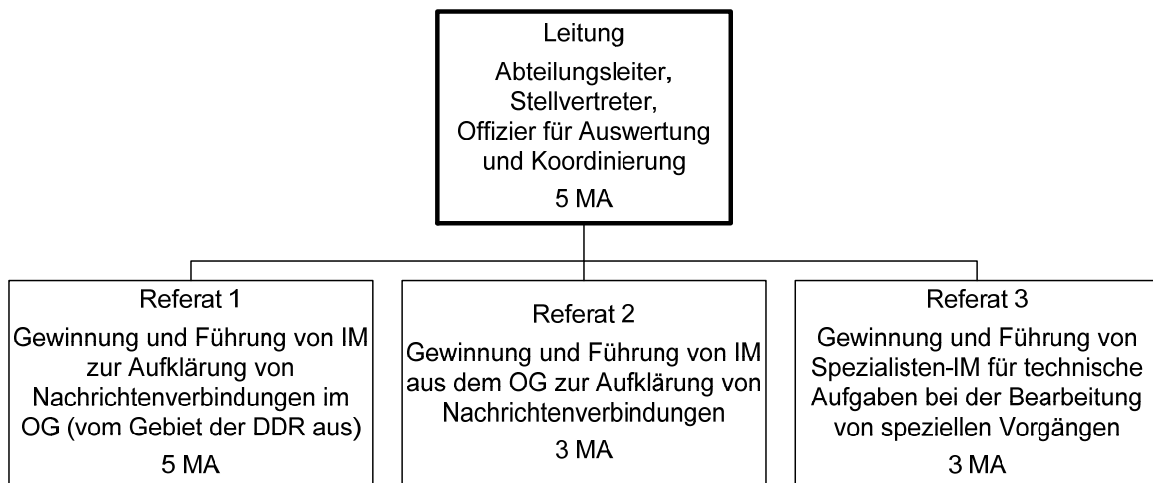 Leitung
Abteilungsleiter,
Stellvertreter,
Offizier für Auswertung
und Koordinierung
5 MA
Referat 1
Gewinnung und Führung von IM
zur Aufklärung von
Nachrichtenverbindungen im
OG (vom Gebiet der DDR aus)
5 MA
Referat 2
Gewinnung und Führung von IM
aus dem OG zur Aufklärung von
Nachrichtenverbindungen
3 MA
Referat 3
Gewinnung und Führung von
Spezialisten-IM für technische
Aufgaben bei der Bearbeitung
von speziellen Vorgängen
3 MA